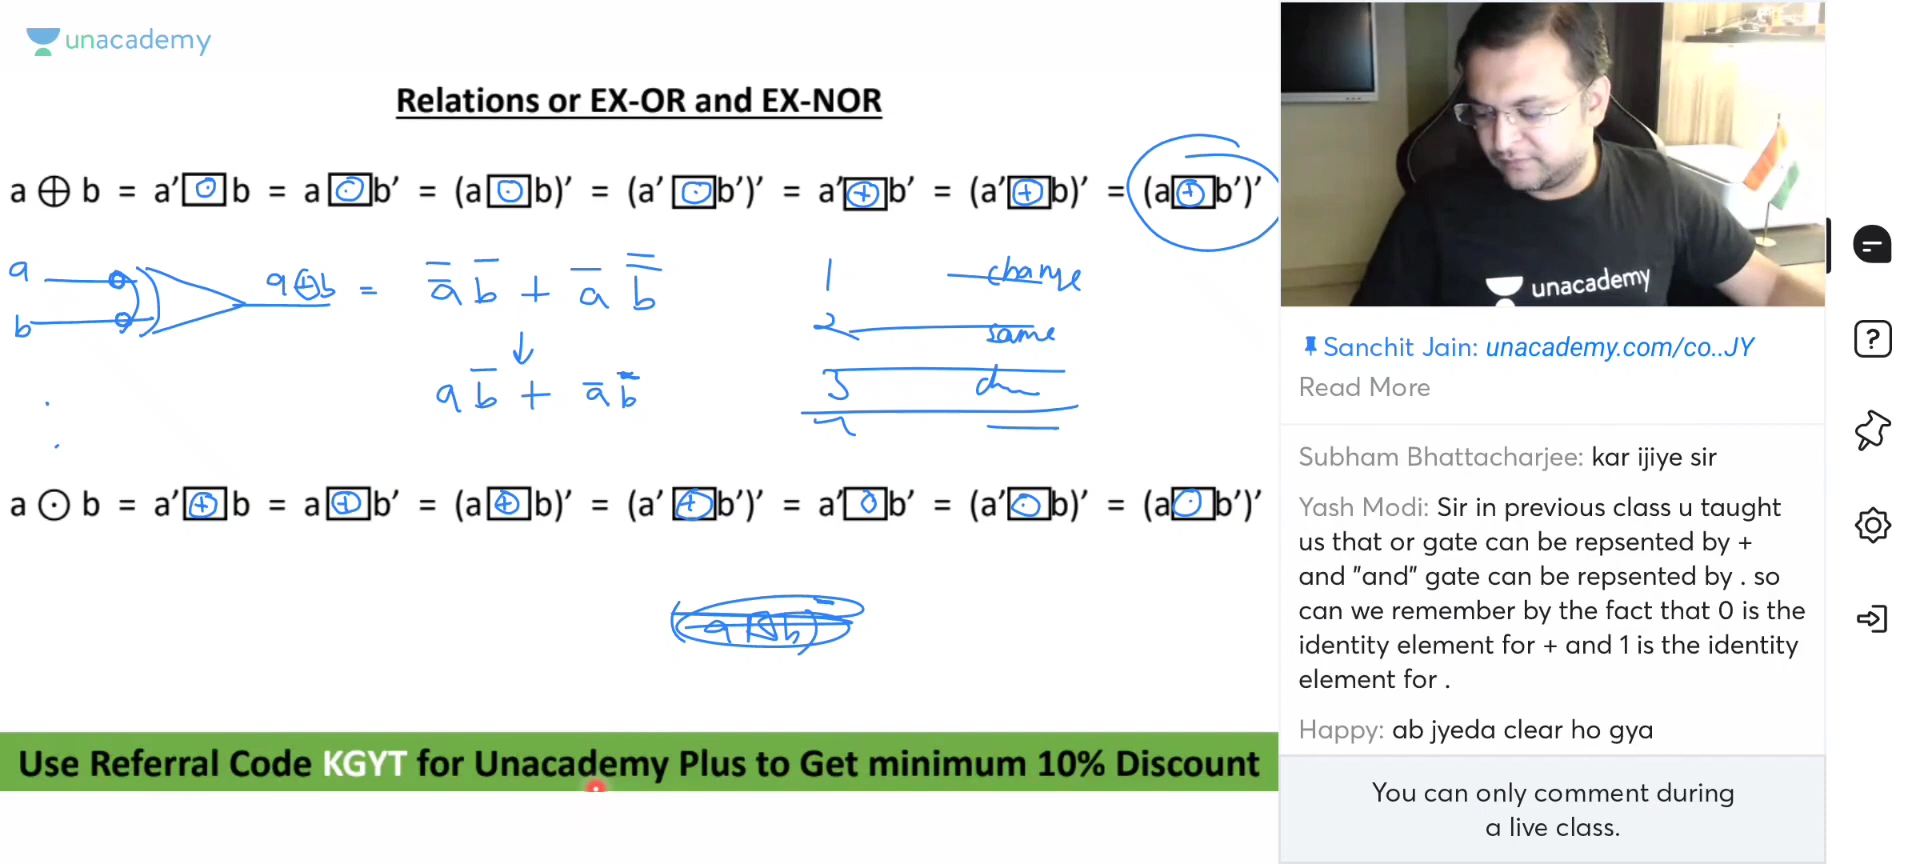 unacademy
Relations or EX-OR and EX-NOR
a ⊕ b = a′ ⊙ b = a ⊙ b′ = (a ⊙ b)′ = (a′ ⊙ b′)′ = a′ ⊕ b′ = (a′ ⊕ b)′ = (a ⊕ b′)′
a
b
a⊕b = a̿ b̅ + a̅ b̿
↓
a b̅ + a̅ b
1 change
2 same
3
a ⊙ b = a′ ⊕ b = a ⊕ b′ = (a ⊕ b)′ = (a′ ⊕ b′)′ = a′ ⊙ b′ = (a′ ⊙ b)′ = (a ⊙ b′)′
Use Referral Code KGYT for Unacademy Plus to Get minimum 10% Discount
unacademy
Sanchit Jain: unacademy.com/co..JY
Read More
Subham Bhattacharjee: kar ijiye sir
Yash Modi: Sir in previous class u taught
us that or gate can be repsented by +
and "and" gate can be repsented by . so
can we remember by the fact that 0 is the
identity element for + and 1 is the identity
element for .
Happy: ab jyeda clear ho gya
You can only comment during
a live class.
?